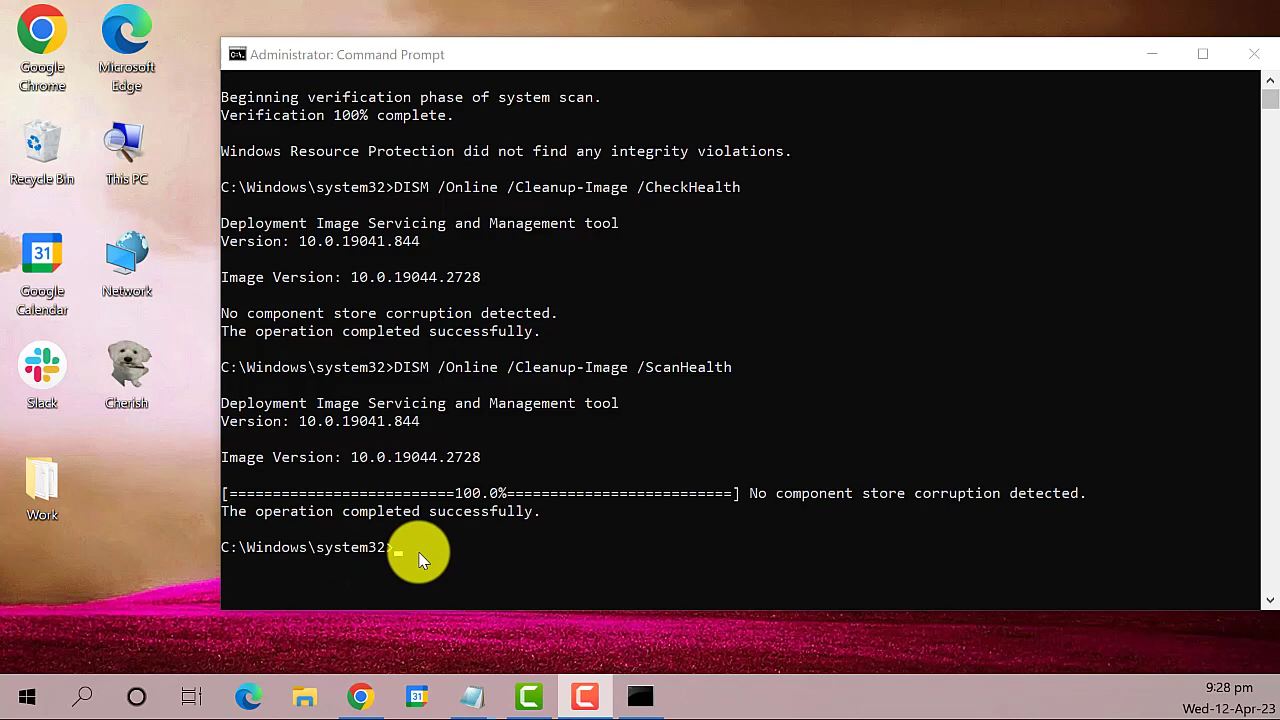 Google
Chrome
Microsoft
Edge
Recycle Bin
This PC
31
Google
Calendar
Network
Slack
Cherish
Work
Administrator: Command Prompt
Beginning verification phase of system scan.
Verification 100% complete.
Windows Resource Protection did not find any integrity violations.
C:\Windows\system32>DISM /Online /Cleanup-Image /CheckHealth
Deployment Image Servicing and Management tool
Version: 10.0.19041.844
Image Version: 10.0.19044.2728
No component store corruption detected.
The operation completed successfully.
C:\Windows\system32>DISM /Online /Cleanup-Image /ScanHealth
Deployment Image Servicing and Management tool
Version: 10.0.19041.844
Image Version: 10.0.19044.2728
[==========================100.0%==========================] No component store corruption detected.
The operation completed successfully.
C:\Windows\system32>
31
9:28 pm
Wed-12-Apr-23